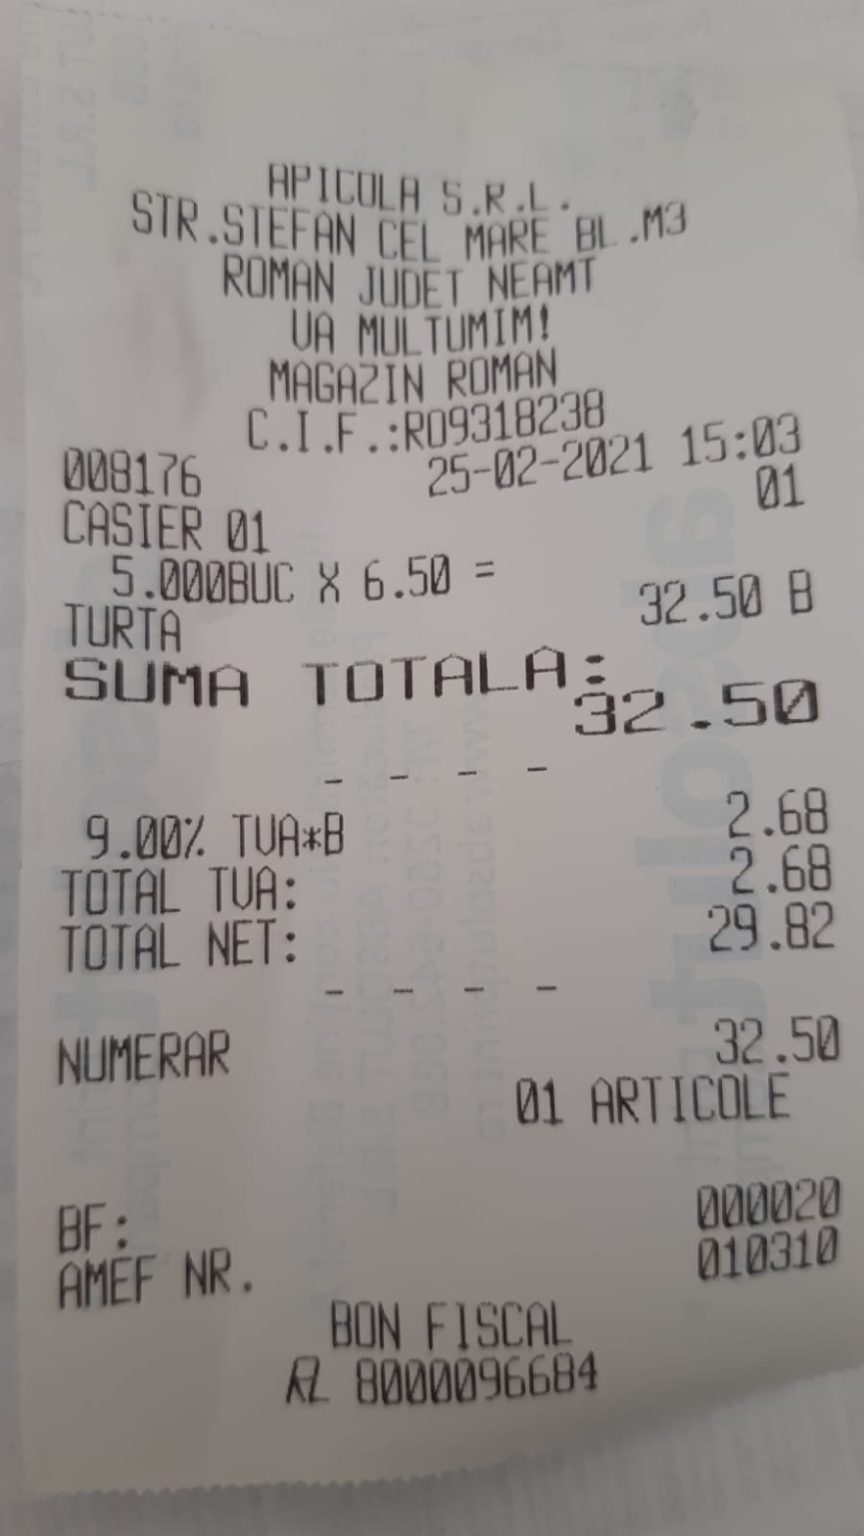 APICOLA S.R.L.
STR.STEFAN CEL MARE BL.M3
ROMAN JUDET NEAMT
VA MULTUMIM!
MAGAZIN ROMAN
C.I.F.:RO9318238
008176 25-02-2021 15:03
CASIER 01 01
5.000BUC X 6.50 =
TURTA 32.50 B
SUMA TOTALA:
32.50
- - - -
9.00% TVA*B 2.68
TOTAL TVA: 2.68
TOTAL NET: 29.82
- - - -
NUMERAR 32.50
01 ARTICOLE
BF: 000020
AMEF NR. 010310
BON FISCAL
8000096684